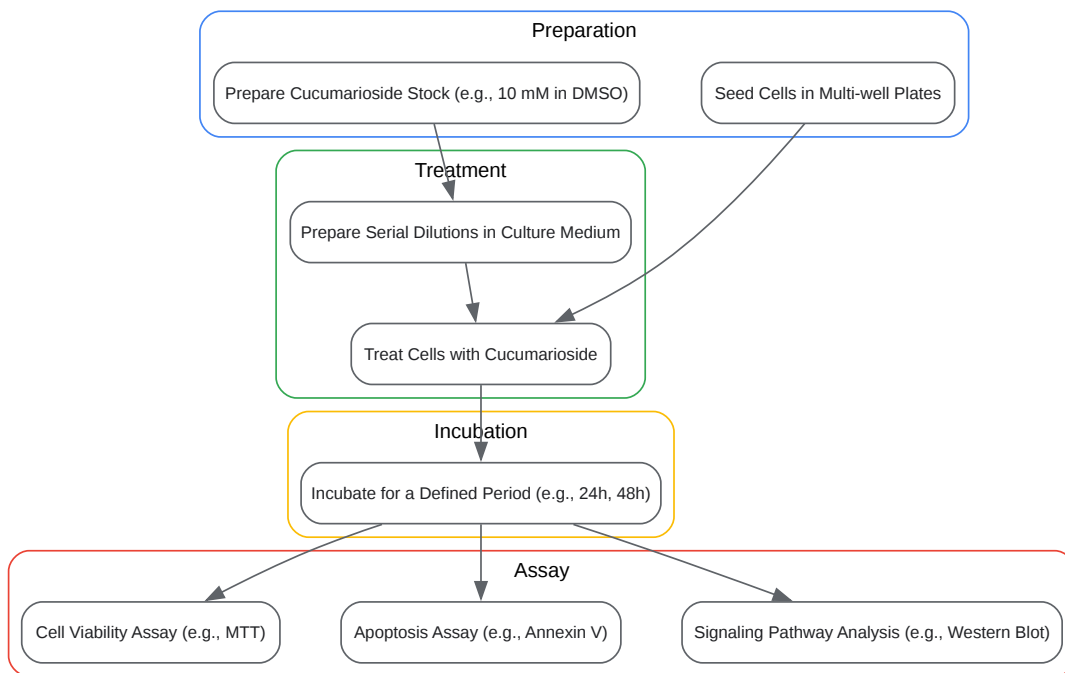 Preparation
Prepare Cucumarioside Stock (e.g., 10 mM in DMSO)
Seed Cells in Multi-well Plates
Treatment
Prepare Serial Dilutions in Culture Medium
Treat Cells with Cucumarioside
Incubation
Incubate for a Defined Period (e.g., 24h, 48h)
Assay
Cell Viability Assay (e.g., MTT)
Apoptosis Assay (e.g., Annexin V)
Signaling Pathway Analysis (e.g., Western Blot)